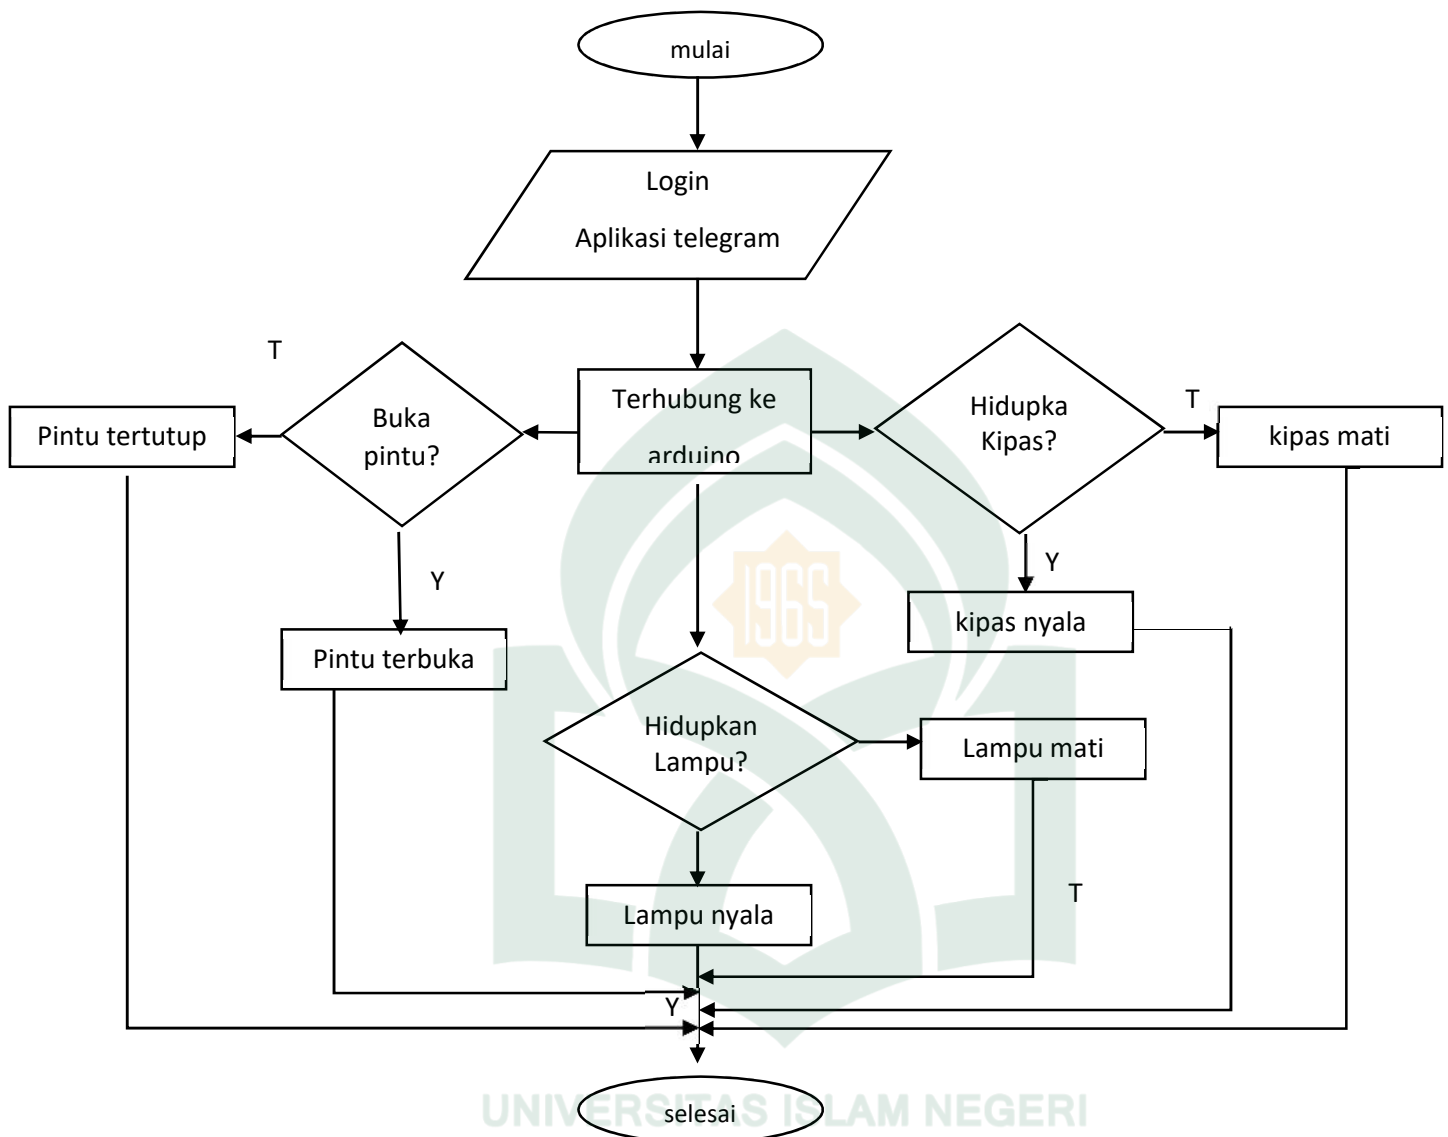 mulai
Login
Aplikasi telegram
T
Buka
pintu?
Pintu tertutup
Terhubung ke
arduino
Hidupka
Kipas?
T
kipas mati
Y
Pintu terbuka
Y
kipas nyala
1965
Hidupkan
Lampu?
Lampu mati
Lampu nyala
T
Y
selesai
UNIVERSITAS ISLAM NEGERI